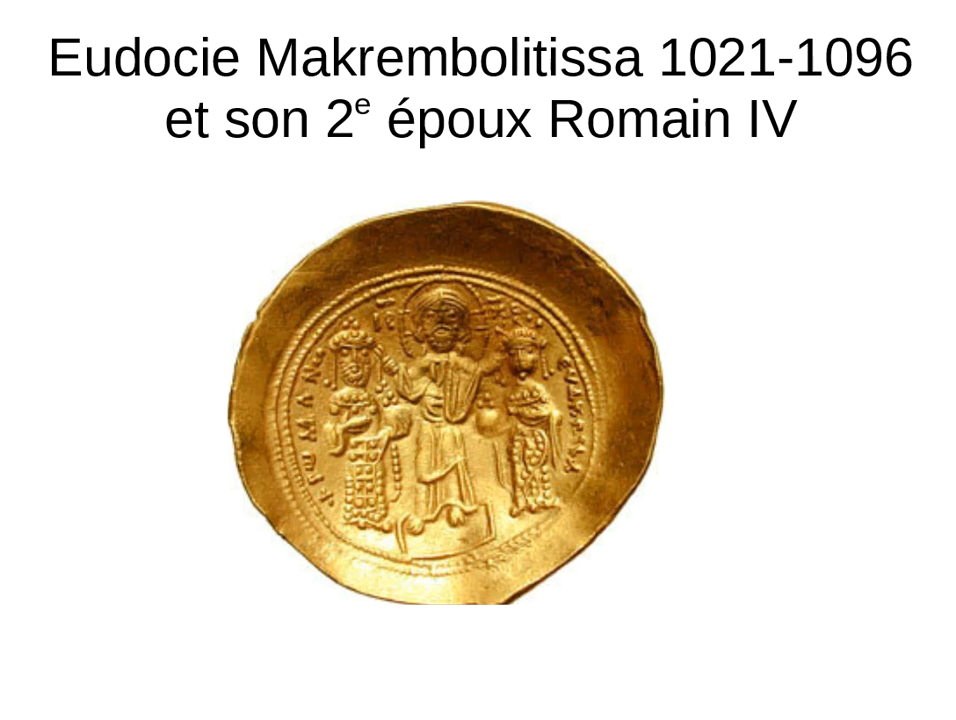 Eudocie Makrembolitissa 1021-1096
et son 2e époux Romain IV